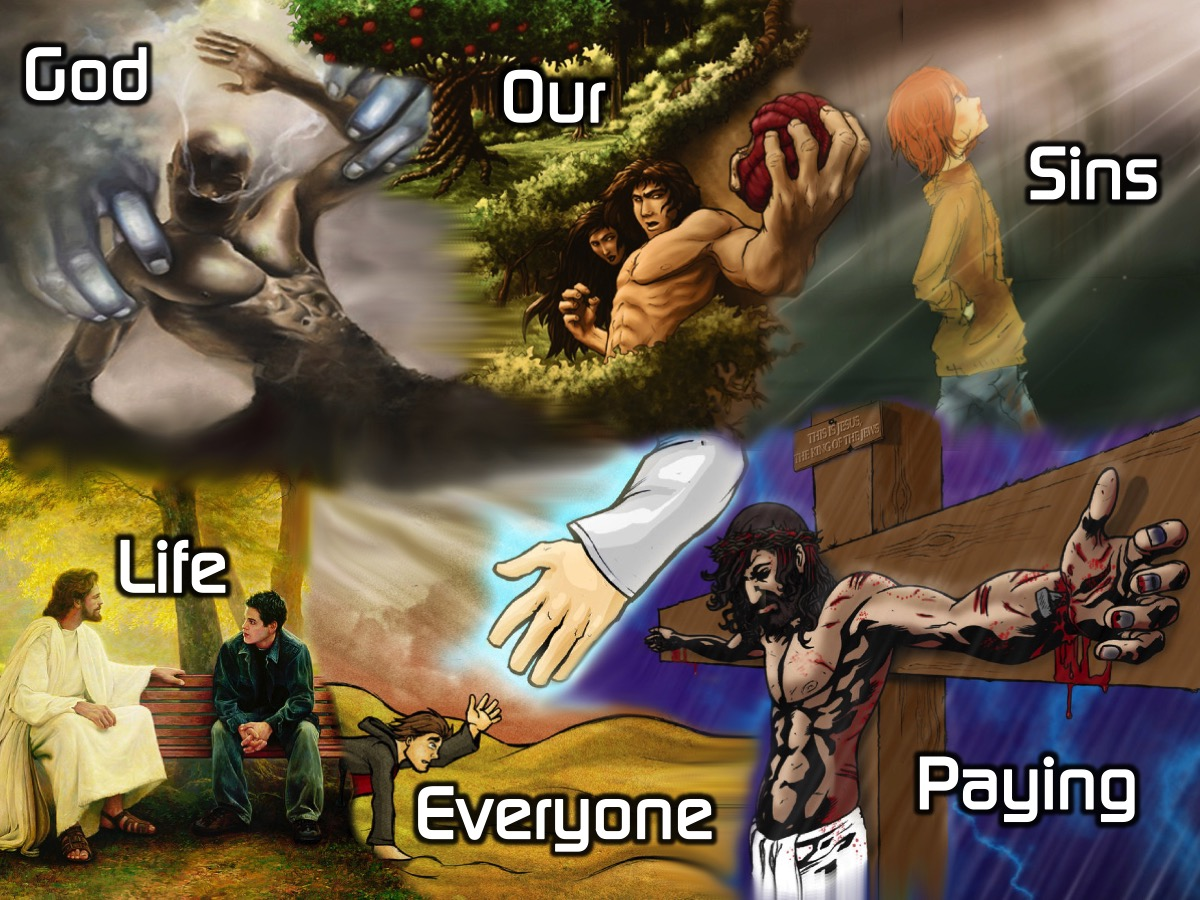 God
Our
Sins
THIS IS JESUS,
THE KING OF THE JEWS
Life
Everyone
Paying